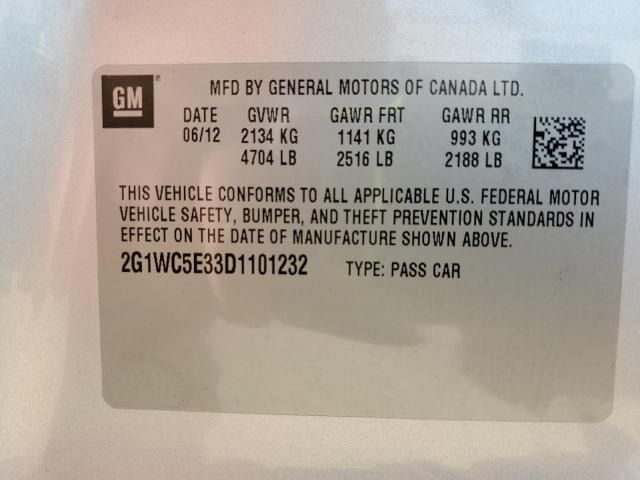 GM ® MFD BY GENERAL MOTORS OF CANADA LTD.
DATE GVWR GAWR FRT GAWR RR
06/12 2134 KG 1141 KG 993 KG
4704 LB 2516 LB 2188 LB
THIS VEHICLE CONFORMS TO ALL APPLICABLE U.S. FEDERAL MOTOR
VEHICLE SAFETY, BUMPER, AND THEFT PREVENTION STANDARDS IN
EFFECT ON THE DATE OF MANUFACTURE SHOWN ABOVE.
2G1WC5E33D1101232 TYPE: PASS CAR